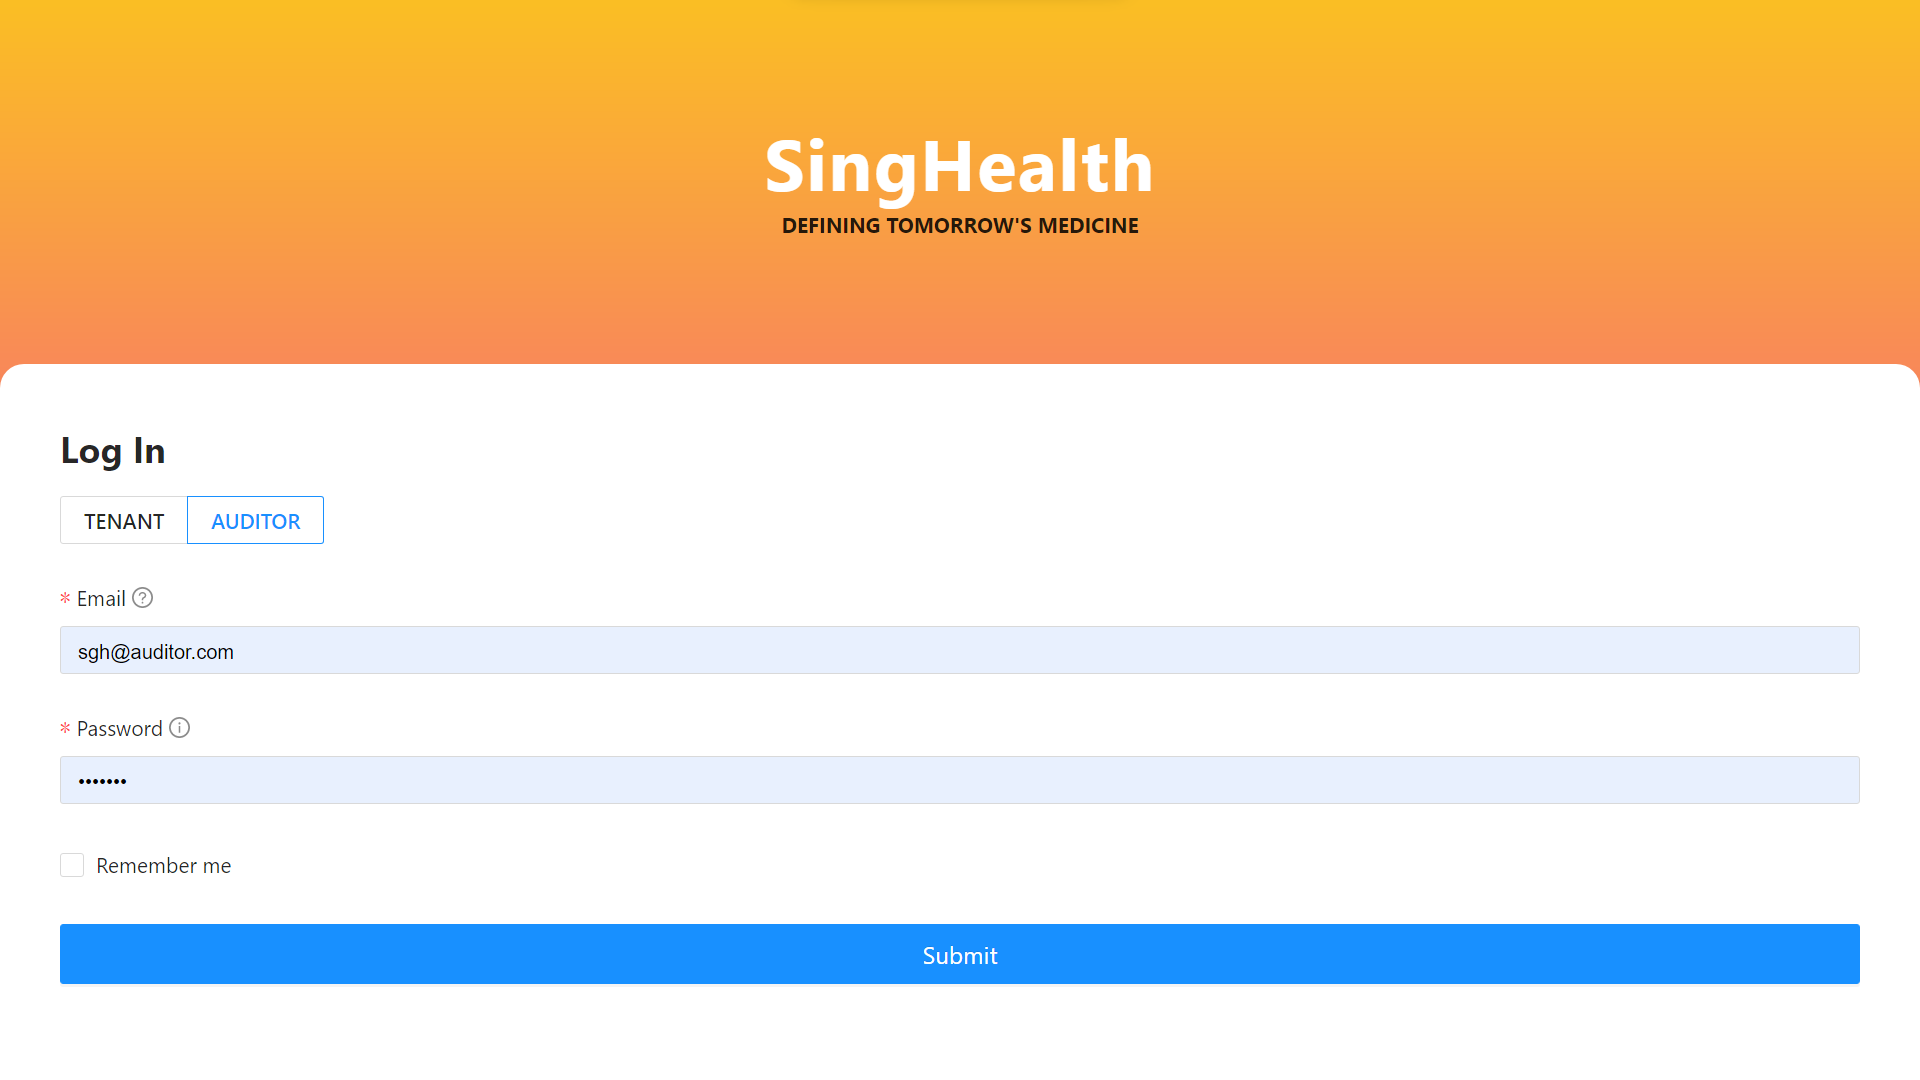 SingHealth
DEFINING TOMORROW'S MEDICINE
Log In
TENANT AUDITOR
* Email
sgh@auditor.com
* Password
•••••••
Remember me
Submit